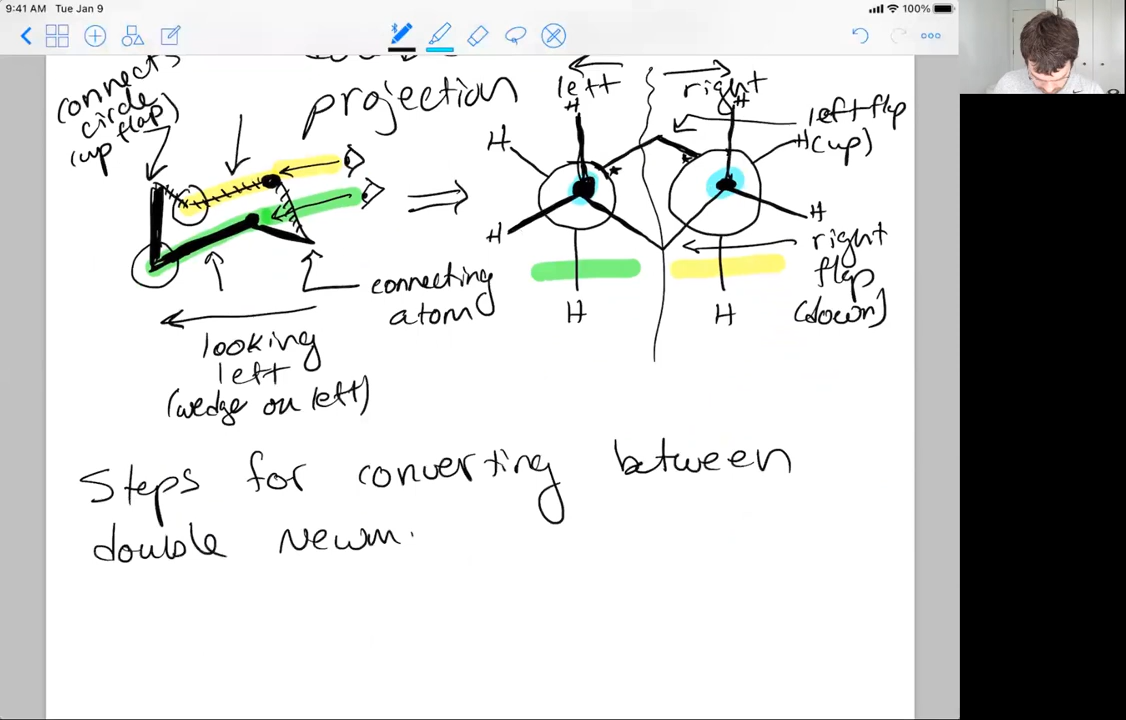 9:41 AM Tue Jan 9
100%
connects
circle
(up flap)
projection
left
right
H
H
H
H
H
H
H
H
left flap
(up)
right
flap
(down)
connecting
atom
looking
left
(wedge on left)
Steps for converting between
double Newm.